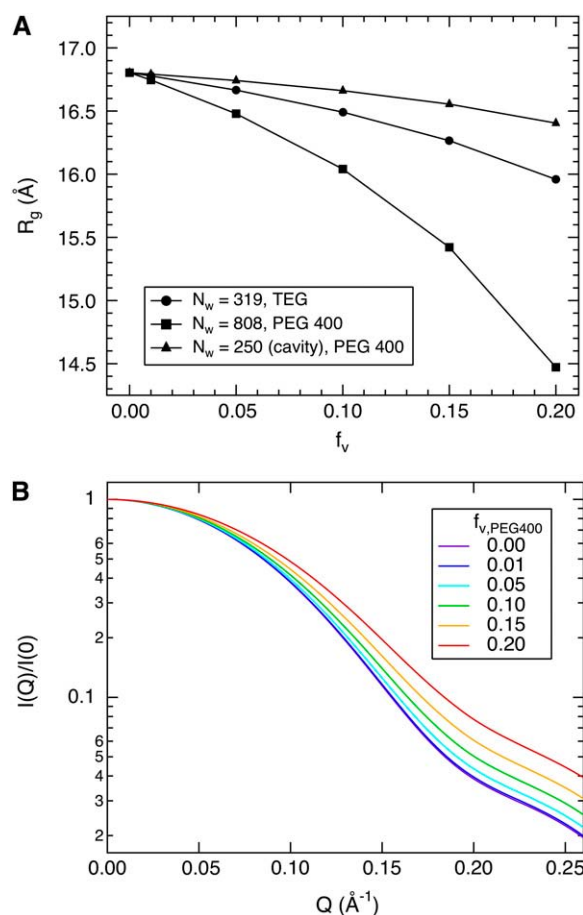 A
17.0
16.5
16.0
15.5
15.0
14.5
R_g (Å)
N_w = 319, TEG
N_w = 808, PEG 400
N_w = 250 (cavity), PEG 400
0.00 0.05 0.10 0.15 0.20
f_v
B
1
6
5
4
3
2
0.1
6
5
4
3
2
I(Q)/I(0)
f_v,PEG400
0.00
0.01
0.05
0.10
0.15
0.20
0.00 0.05 0.10 0.15 0.20 0.25
Q (Å⁻¹)